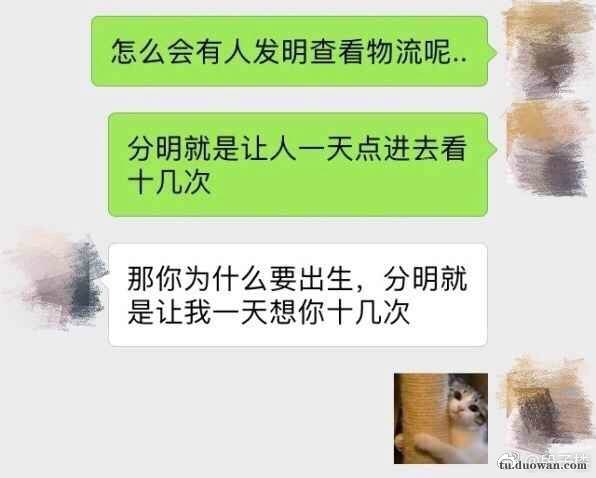 怎么会有人发明查看物流呢..
分明就是让人一天点进去看
十几次
那你为什么要出生，分明就
是让我一天想你十几次
tu.duowan.com